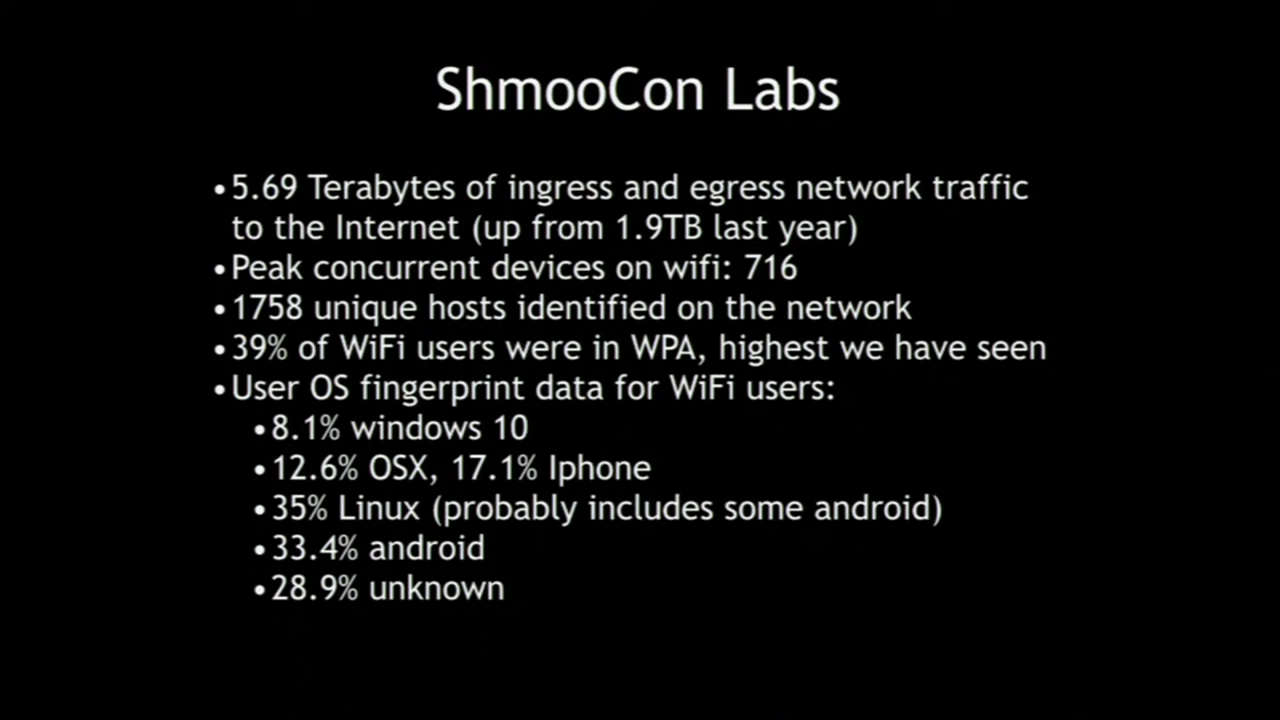 ShmooCon Labs
•5.69 Terabytes of ingress and egress network traffic
to the Internet (up from 1.9TB last year)
•Peak concurrent devices on wifi: 716
•1758 unique hosts identified on the network
•39% of WiFi users were in WPA, highest we have seen
•User OS fingerprint data for WiFi users:
•8.1% windows 10
•12.6% OSX, 17.1% Iphone
•35% Linux (probably includes some android)
•33.4% android
•28.9% unknown